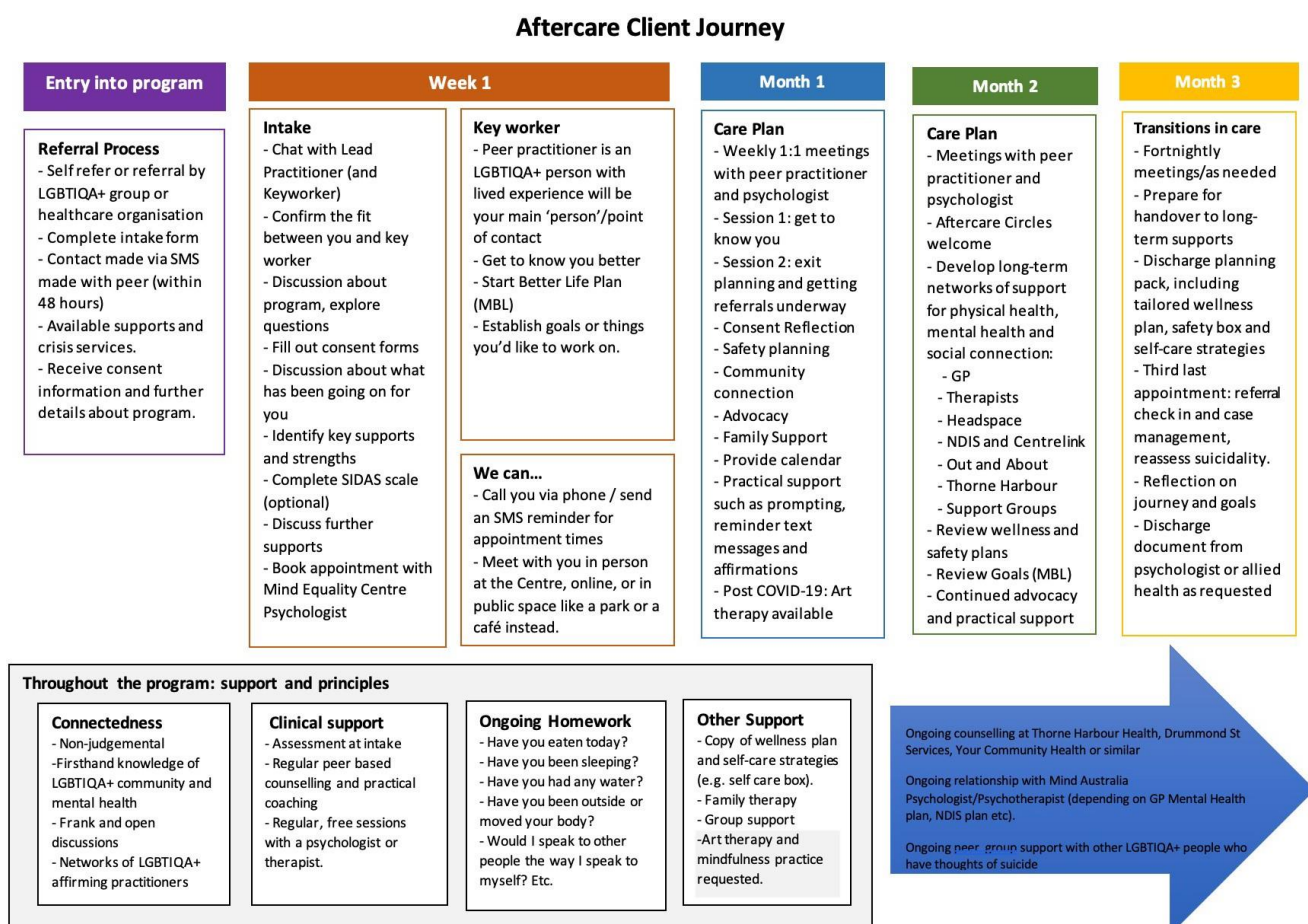 Aftercare Client Journey
Entry into program
Referral Process
- Self refer or referral by
LGBTIQA+ group or
healthcare organisation
- Complete intake form
- Contact made via SMS
made with peer (within
48 hours)
- Available supports and
crisis services.
- Receive consent
information and further
details about program.
Week 1
Intake
- Chat with Lead
Practitioner (and
Keyworker)
- Confirm the fit
between you and key
worker
- Discussion about
program, explore
questions
- Fill out consent forms
- Discussion about what
has been going on for
you
- Identify key supports
and strengths
- Complete SIDAS scale
(optional)
- Discuss further
supports
- Book appointment with
Mind Equality Centre
Psychologist
Key worker
- Peer practitioner is an
LGBTIQA+ person with
lived experience will be
your main ‘person’/point
of contact
- Get to know you better
- Start Better Life Plan
(MBL)
- Establish goals or things
you’d like to work on.
We can...
- Call you via phone / send
an SMS reminder for
appointment times
- Meet with you in person
at the Centre, online, or in
public space like a park or a
café instead.
Month 1
Care Plan
- Weekly 1:1 meetings
with peer practitioner
and psychologist
- Session 1: get to
know you
- Session 2: exit
planning and getting
referrals underway
- Consent Reflection
- Safety planning
- Community
connection
- Advocacy
- Family Support
- Provide calendar
- Practical support
such as prompting,
reminder text
messages and
affirmations
- Post COVID-19: Art
therapy available
Month 2
Care Plan
- Meetings with peer
practitioner and
psychologist
- Aftercare Circles
welcome
- Develop long-term
networks of support
for physical health,
mental health and
social connection:
- GP
- Therapists
- Headspace
- NDIS and Centrelink
- Out and About
- Thorne Harbour
- Support Groups
- Review wellness and
safety plans
- Review Goals (MBL)
- Continued advocacy
and practical support
Month 3
Transitions in care
- Fortnightly
meetings/as needed
- Prepare for
handover to long-
term supports
- Discharge planning
pack, including
tailored wellness
plan, safety box and
self-care strategies
- Third last
appointment: referral
check in and case
management,
reassess suicidality.
- Reflection on
journey and goals
- Discharge
document from
psychologist or allied
health as requested
Throughout the program: support and principles
Connectedness
- Non-judgemental
-Firsthand knowledge of
LGBTIQA+ community and
mental health
- Frank and open
discussions
- Networks of LGBTIQA+
affirming practitioners
Clinical support
- Assessment at intake
- Regular peer based
counselling and practical
coaching
- Regular, free sessions
with a psychologist or
therapist.
Ongoing Homework
- Have you eaten today?
- Have you been sleeping?
- Have you had any water?
- Have you been outside or
moved your body?
- Would I speak to other
people the way I speak to
myself? Etc.
Other Support
- Copy of wellness plan
and self-care strategies
(e.g. self care box).
- Family therapy
- Group support
-Art therapy and
mindfulness practice
requested.
Ongoing counselling at Thorne Harbour Health, Drummond St
Services, Your Community Health or similar
Ongoing relationship with Mind Australia
Psychologist/Psychotherapist (depending on GP Mental Health
plan, NDIS plan etc).
Ongoing peer group support with other LGBTIQA+ people who
have thoughts of suicide